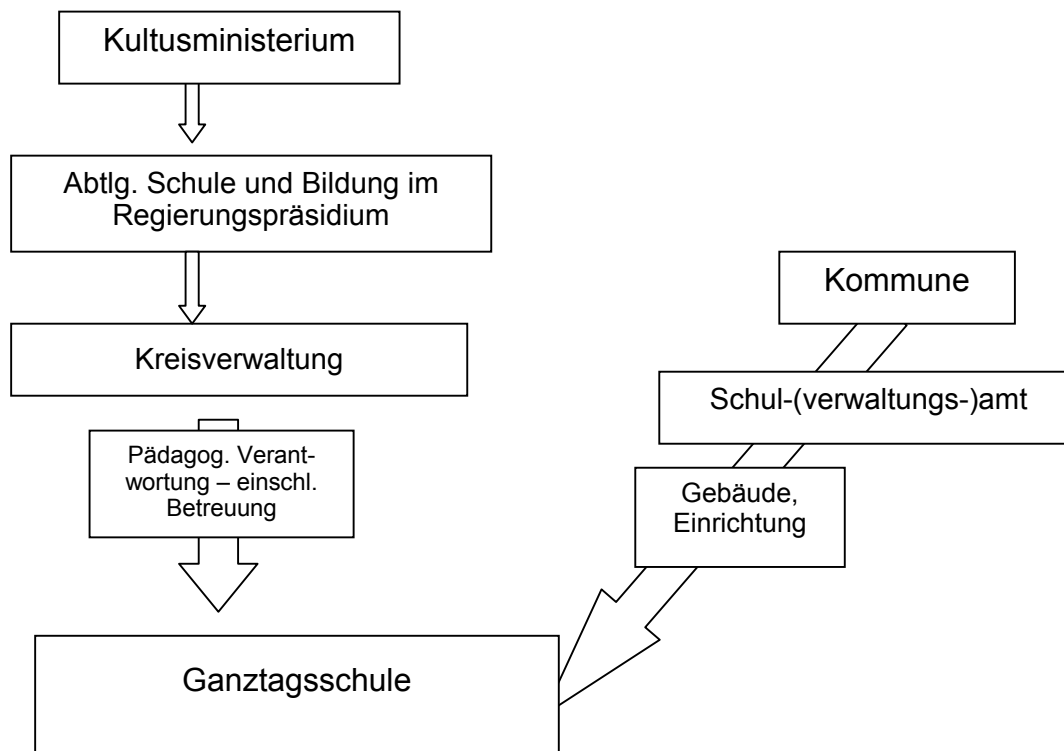 Kultusministerium
Abtlg. Schule und Bildung im
Regierungspräsidium
Kommune
Kreisverwaltung
Schul-(verwaltungs-)amt
Pädagog. Verant-
wortung – einschl.
Betreuung
Gebäude,
Einrichtung
Ganztagsschule